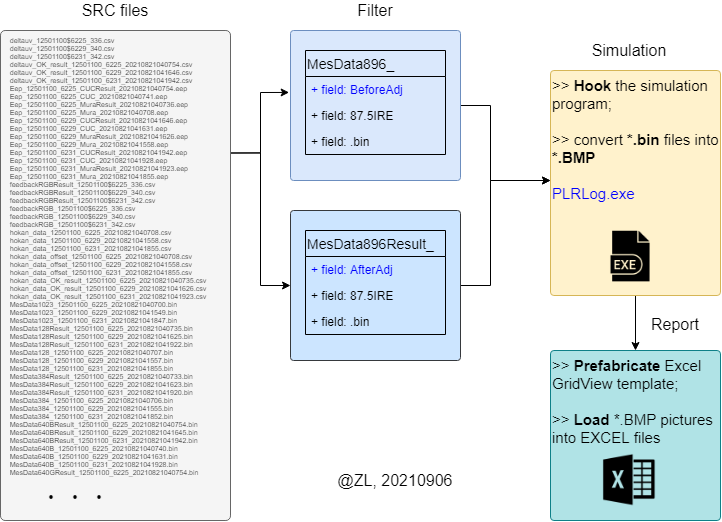 SRC files
deltauv_12501100$6225_336.csv
deltauv_12501100$6229_340.csv
deltauv_12501100$6231_342.csv
deltauv_OK_result_12501100_6225_20210821040754.csv
deltauv_OK_result_12501100_6229_20210821041646.csv
deltauv_OK_result_12501100_6231_20210821041942.csv
Eep_12501100_6225_CUCResult_20210821040754.eep
Eep_12501100_6225_CUC_20210821040741.eep
Eep_12501100_6225_MuraResult_20210821040736.eep
Eep_12501100_6225_Mura_20210821040708.eep
Eep_12501100_6229_CUCResult_20210821041646.eep
Eep_12501100_6229_CUC_20210821041631.eep
Eep_12501100_6229_MuraResult_20210821041626.eep
Eep_12501100_6229_Mura_20210821041558.eep
Eep_12501100_6231_CUCResult_20210821041942.eep
Eep_12501100_6231_CUC_20210821041928.eep
Eep_12501100_6231_MuraResult_20210821041923.eep
Eep_12501100_6231_Mura_20210821041855.eep
feedbackRGBResult_12501100$6225_336.csv
feedbackRGBResult_12501100$6229_340.csv
feedbackRGBResult_12501100$6231_342.csv
feedbackRGB_12501100$6225_336.csv
feedbackRGB_12501100$6229_340.csv
feedbackRGB_12501100$6231_342.csv
hokan_data_12501100_6225_20210821040708.csv
hokan_data_12501100_6229_20210821041558.csv
hokan_data_12501100_6231_20210821041855.csv
hokan_data_offset_12501100_6225_20210821040708.csv
hokan_data_offset_12501100_6229_20210821041558.csv
hokan_data_offset_12501100_6231_20210821041855.csv
hokan_data_OK_result_12501100_6225_20210821040735.csv
hokan_data_OK_result_12501100_6229_20210821041626.csv
hokan_data_OK_result_12501100_6231_20210821041923.csv
MesData1023_12501100_6225_20210821040700.bin
MesData1023_12501100_6229_20210821041549.bin
MesData1023_12501100_6231_20210821041847.bin
MesData128Result_12501100_6225_20210821040735.bin
MesData128Result_12501100_6229_20210821041625.bin
MesData128Result_12501100_6231_20210821041922.bin
MesData128_12501100_6225_20210821040707.bin
MesData128_12501100_6229_20210821041557.bin
MesData128_12501100_6231_20210821041855.bin
MesData384Result_12501100_6225_20210821040733.bin
MesData384Result_12501100_6229_20210821041623.bin
MesData384Result_12501100_6231_20210821041920.bin
MesData384_12501100_6225_20210821040706.bin
MesData384_12501100_6229_20210821041555.bin
MesData384_12501100_6231_20210821041852.bin
MesData640BResult_12501100_6225_20210821040754.bin
MesData640BResult_12501100_6229_20210821041645.bin
MesData640BResult_12501100_6231_20210821041942.bin
MesData640B_12501100_6225_20210821040740.bin
MesData640B_12501100_6229_20210821041631.bin
MesData640B_12501100_6231_20210821041928.bin
MesData640GResult_12501100_6225_20210821040754.bin
• • •
Filter
MesData896_
+ field: BeforeAdj
+ field: 87.5IRE
+ field: .bin
MesData896Result_
+ field: AfterAdj
+ field: 87.5IRE
+ field: .bin
Simulation
>> Hook the simulation
program;
>> convert *.bin files into
*.BMP
PLRLog.exe
EXE
Report
>> Prefabricate Excel
GridView template;
>> Load *.BMP pictures
into EXCEL files
X
@ZL, 20210906